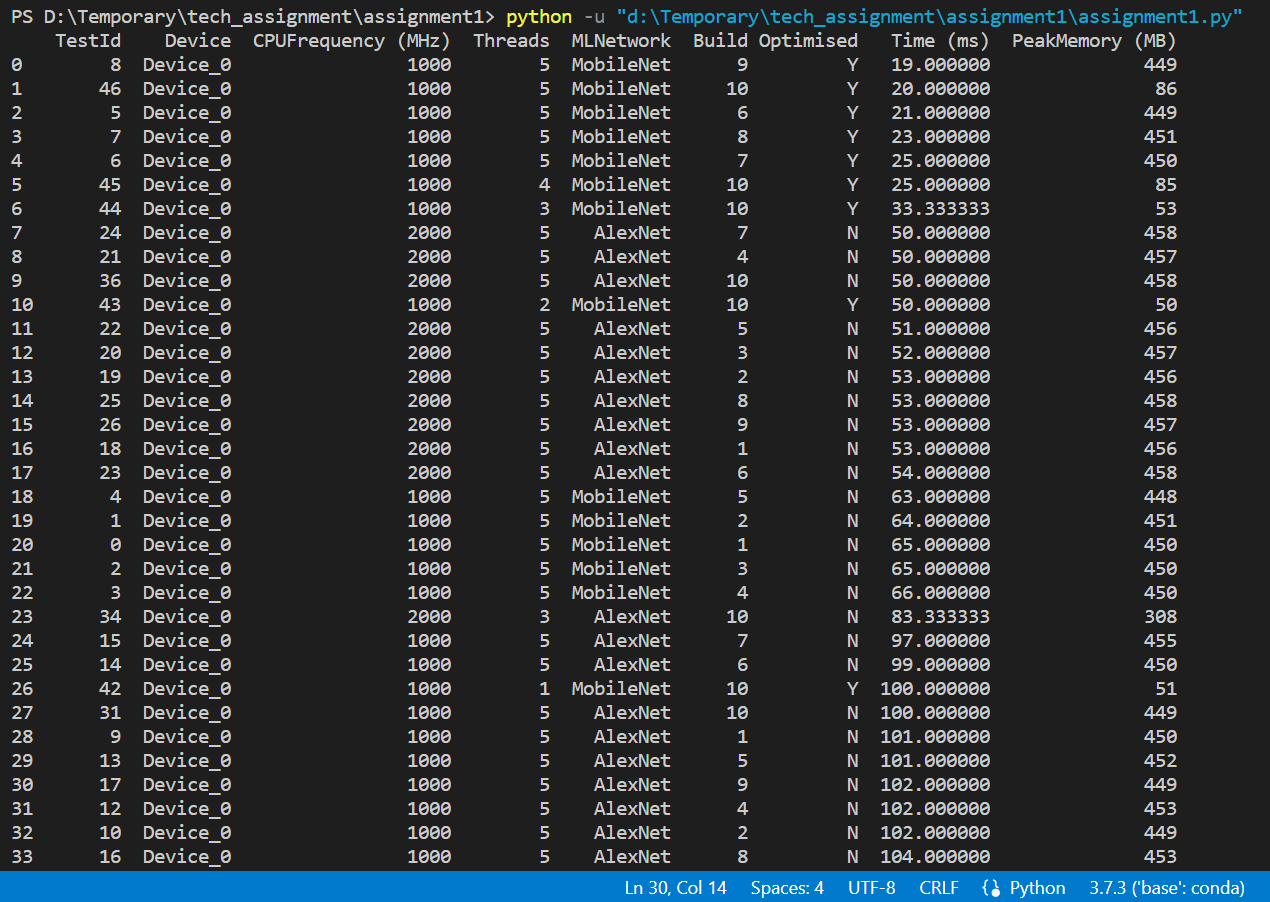 PS D:\Temporary\tech_assignment\assignment1> python -u "d:\Temporary\tech_assignment\assignment1\assignment1.py"
TestId Device CPUFrequency (MHz) Threads MLNetwork Build Optimised Time (ms) PeakMemory (MB)
0 8 Device_0 1000 5 MobileNet 9 Y 19.000000 449
1 46 Device_0 1000 5 MobileNet 10 Y 20.000000 86
2 5 Device_0 1000 5 MobileNet 6 Y 21.000000 449
3 7 Device_0 1000 5 MobileNet 8 Y 23.000000 451
4 6 Device_0 1000 5 MobileNet 7 Y 25.000000 450
5 45 Device_0 1000 4 MobileNet 10 Y 25.000000 85
6 44 Device_0 1000 3 MobileNet 10 Y 33.333333 53
7 24 Device_0 2000 5 AlexNet 7 N 50.000000 458
8 21 Device_0 2000 5 AlexNet 4 N 50.000000 457
9 36 Device_0 2000 5 AlexNet 10 N 50.000000 458
10 43 Device_0 1000 2 MobileNet 10 Y 50.000000 50
11 22 Device_0 2000 5 AlexNet 5 N 51.000000 456
12 20 Device_0 2000 5 AlexNet 3 N 52.000000 457
13 19 Device_0 2000 5 AlexNet 2 N 53.000000 456
14 25 Device_0 2000 5 AlexNet 8 N 53.000000 458
15 26 Device_0 2000 5 AlexNet 9 N 53.000000 457
16 18 Device_0 2000 5 AlexNet 1 N 53.000000 456
17 23 Device_0 2000 5 AlexNet 6 N 54.000000 458
18 4 Device_0 1000 5 MobileNet 5 N 63.000000 448
19 1 Device_0 1000 5 MobileNet 2 N 64.000000 451
20 0 Device_0 1000 5 MobileNet 1 N 65.000000 450
21 2 Device_0 1000 5 MobileNet 3 N 65.000000 450
22 3 Device_0 1000 5 MobileNet 4 N 66.000000 450
23 34 Device_0 2000 3 AlexNet 10 N 83.333333 308
24 15 Device_0 1000 5 AlexNet 7 N 97.000000 455
25 14 Device_0 1000 5 AlexNet 6 N 99.000000 450
26 42 Device_0 1000 1 MobileNet 10 Y 100.000000 51
27 31 Device_0 1000 5 AlexNet 10 N 100.000000 449
28 9 Device_0 1000 5 AlexNet 1 N 101.000000 450
29 13 Device_0 1000 5 AlexNet 5 N 101.000000 452
30 17 Device_0 1000 5 AlexNet 9 N 102.000000 449
31 12 Device_0 1000 5 AlexNet 4 N 102.000000 453
32 10 Device_0 1000 5 AlexNet 2 N 102.000000 449
33 16 Device_0 1000 5 AlexNet 8 N 104.000000 453
Ln 30, Col 14 Spaces: 4 UTF-8 CRLF Python 3.7.3 ('base': conda)